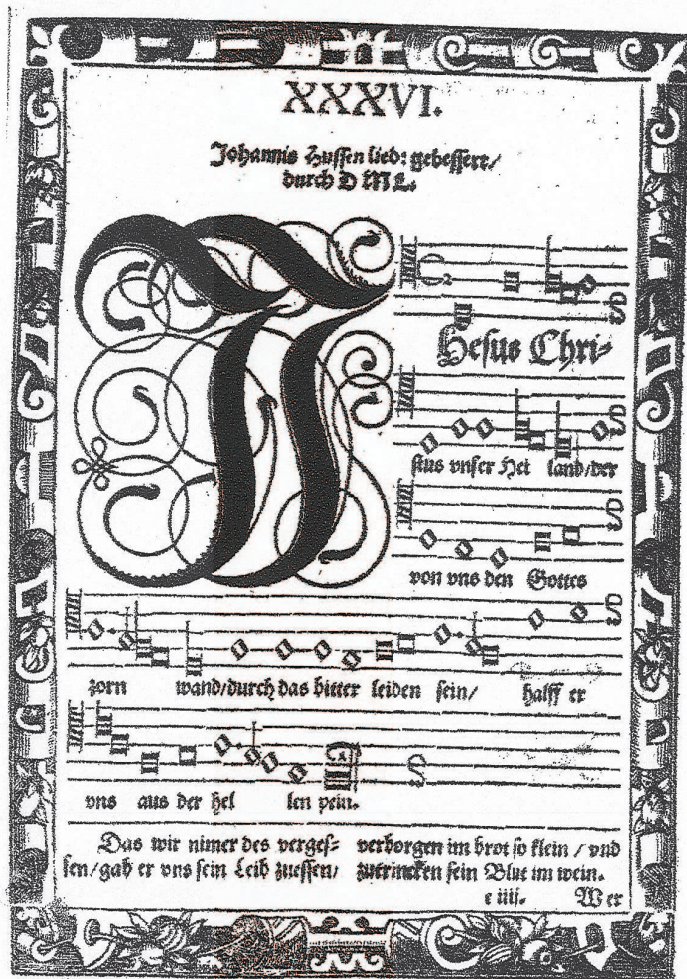 XXXVI.
Johannis Hussen lied: gebessert/
durch D M L.
JHesus Chri-
stus vnser Hei land/der
von vns den Gottes
zorn wand/durch das bitter leiden sein/ halff er
vns aus der hel len pein.
Das wir nimer des verges-
sen/gab er vns sein Leib zuessen/
verborgen im brot so klein / vnd
zutrincken sein Blut im wein.
e iiij. Wer